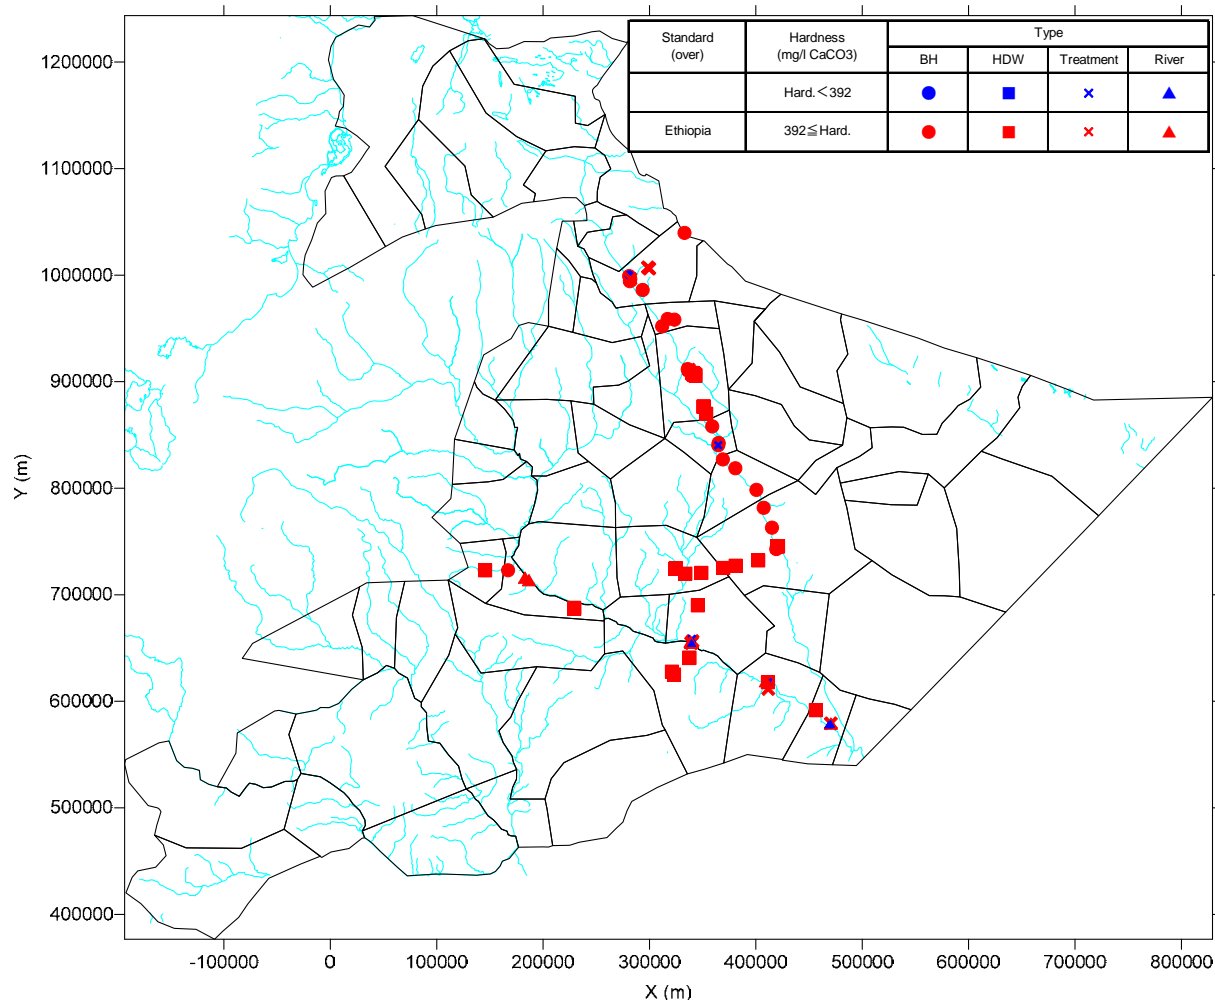 Standard
(over)
Hardness
(mg/l CaCO3)
Type
BH
HDW
Treatment
River
Hard.＜392
Ethiopia
392≦Hard.
1200000
1100000
1000000
900000
800000
700000
600000
500000
400000
Y (m)
-100000
0
100000
200000
300000
400000
500000
600000
700000
800000
X (m)